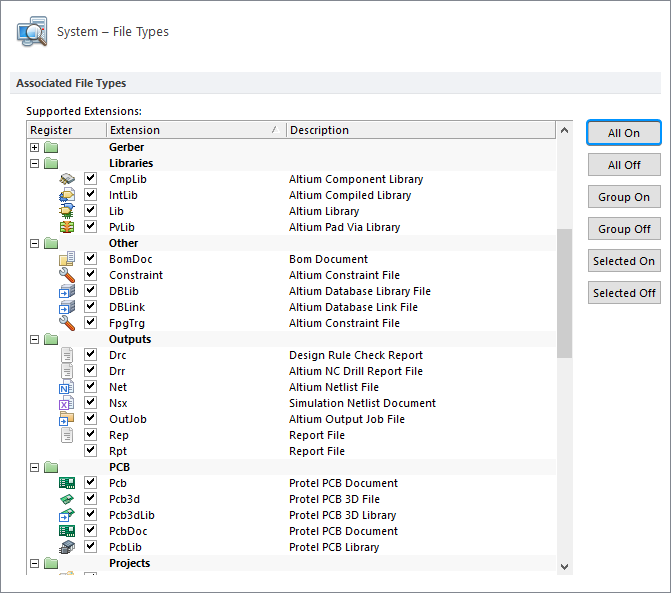 System – File Types
Associated File Types
Supported Extensions:
Register Extension Description
Gerber
Libraries
CmpLib Altium Component Library
IntLib Altium Compiled Library
Lib Altium Library
PvLib Altium Pad Via Library
Other
BomDoc Bom Document
Constraint Altium Constraint File
DBLib Altium Database Library File
DBLink Altium Database Link File
FpgTrg Altium Constraint File
Outputs
Drc Design Rule Check Report
Drr Altium NC Drill Report File
Net Altium Netlist File
Nsx Simulation Netlist Document
OutJob Altium Output Job File
Rep Report File
Rpt Report File
PCB
Pcb Protel PCB Document
Pcb3d Protel PCB 3D File
Pcb3dLib Protel PCB 3D Library
PcbDoc Protel PCB Document
PcbLib Protel PCB Library
Projects
All On
All Off
Group On
Group Off
Selected On
Selected Off